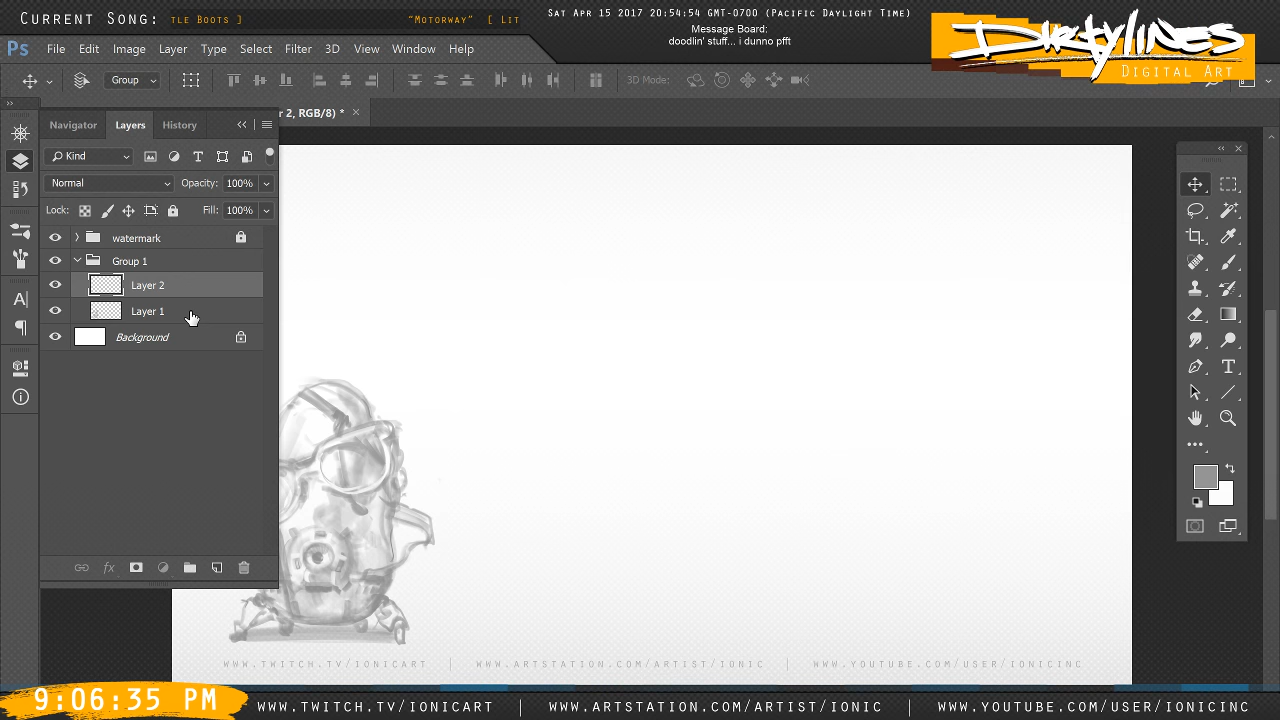 Current Song:
tle Boots ]
"Motorway" [ Lit
Sat Apr 15 2017 20:54:54 GMT-0700 (Pacific Daylight Time)
Message Board:
doodlin' stuff... i dunno pfft
DIRTYLINES
Digital Art
Ps File Edit Image Layer Type Select Filter 3D View Window Help
Group
3D Mode:
r 2, RGB/8) * ×
Navigator Layers History
Kind
Normal Opacity: 100%
Lock: Fill: 100%
watermark
Group 1
Layer 2
Layer 1
Background
fx
www.twitch.tv/ionicart | www.artstation.com/artist/ionic | www.youtube.com/user/ionicinc
9:06:35 PM
www.twitch.tv/ionicart | www.artstation.com/artist/ionic | www.youtube.com/user/ionicinc